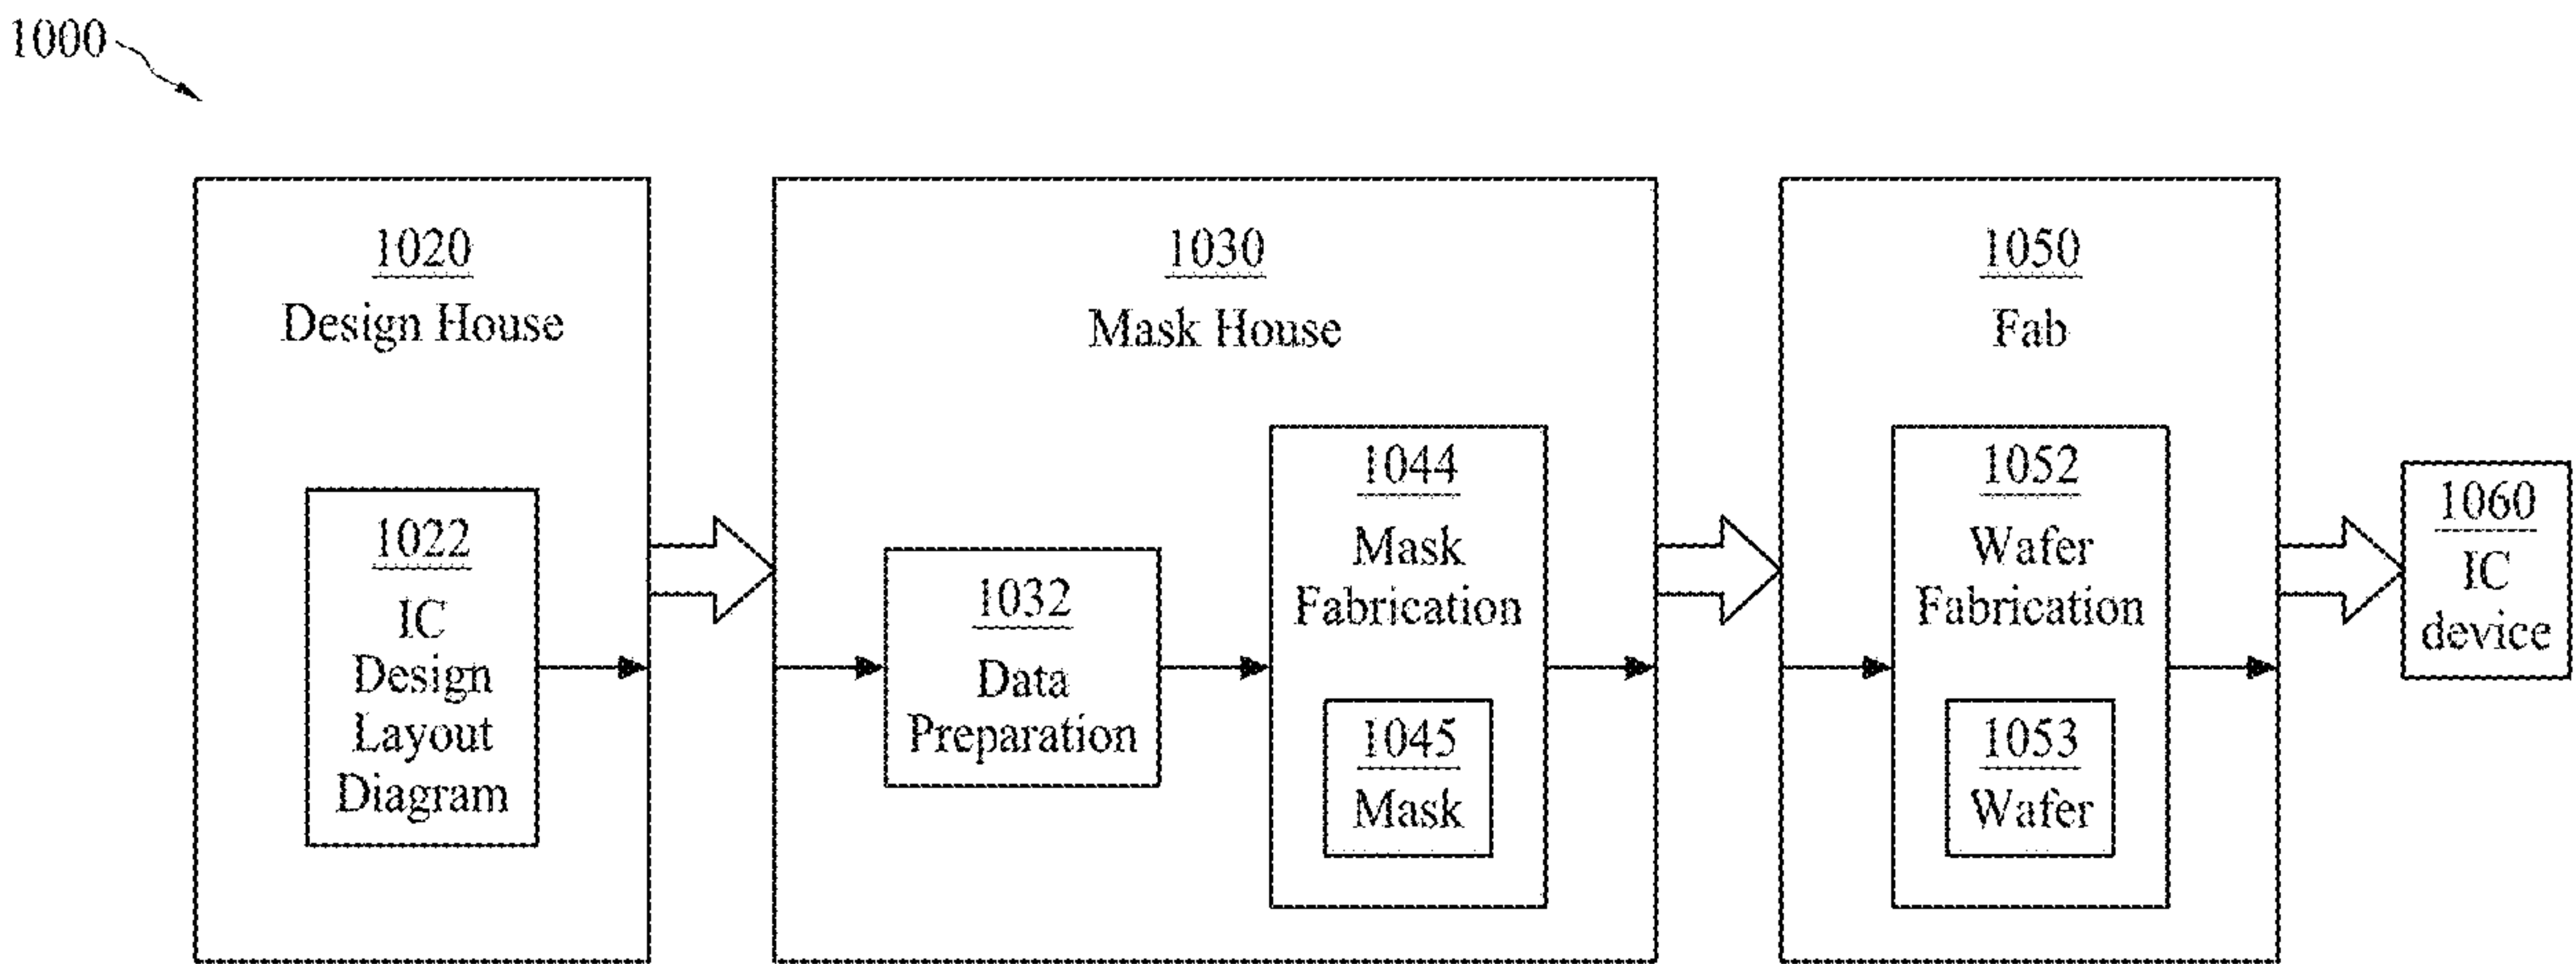 1000
1020
Design House
1022
IC
Design
Layout
Diagram
1030
Mask House
1032
Data
Preparation
1044
Mask
Fabrication
1045
Mask
1050
Fab
1052
Wafer
Fabrication
1053
Wafer
1060
IC
device